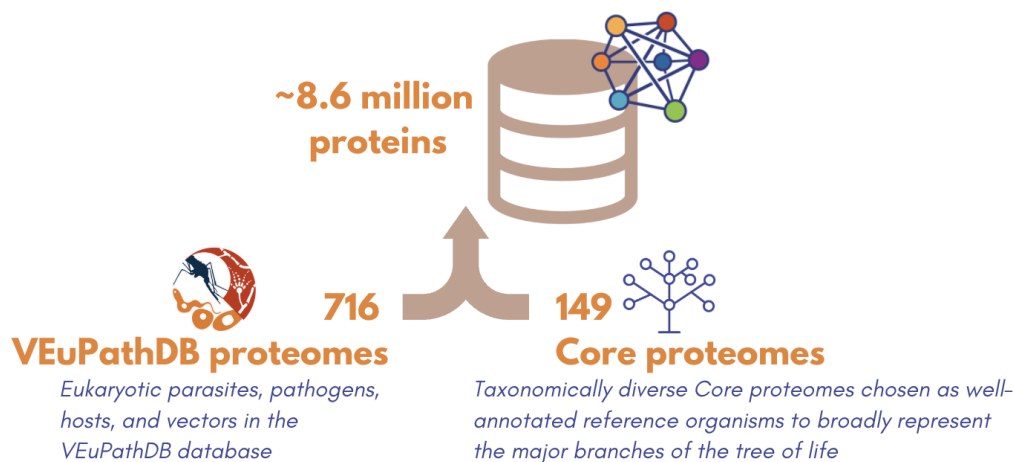 ~8.6 million
proteins
716
VEuPathDB proteomes
Eukaryotic parasites, pathogens,
hosts, and vectors in the
VEuPathDB database
149
Core proteomes
Taxonomically diverse Core proteomes chosen as well-
annotated reference organisms to broadly represent
the major branches of the tree of life